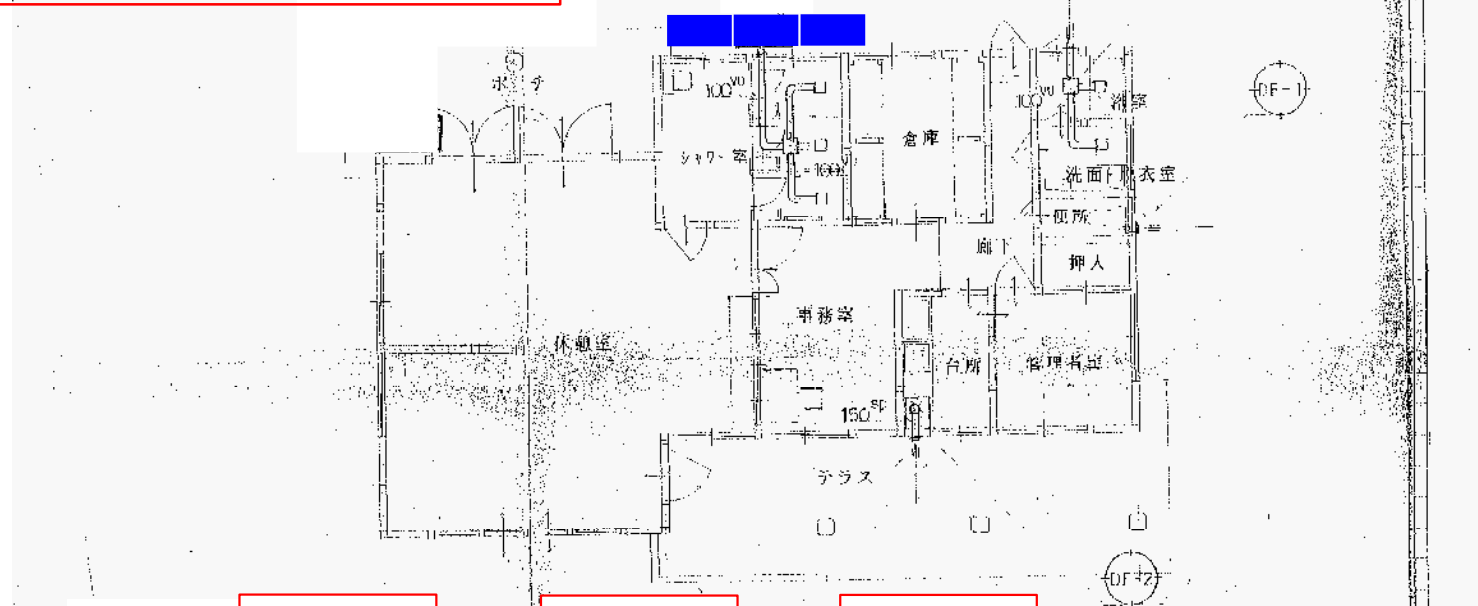 ポーチ
100VU
シャワー室
100
倉庫
100VU
浴室
洗面脱衣室
便所
廊下
押入
DF-1
事務室
休憩室
台所
管理者室
150SP
テラス
DF-2